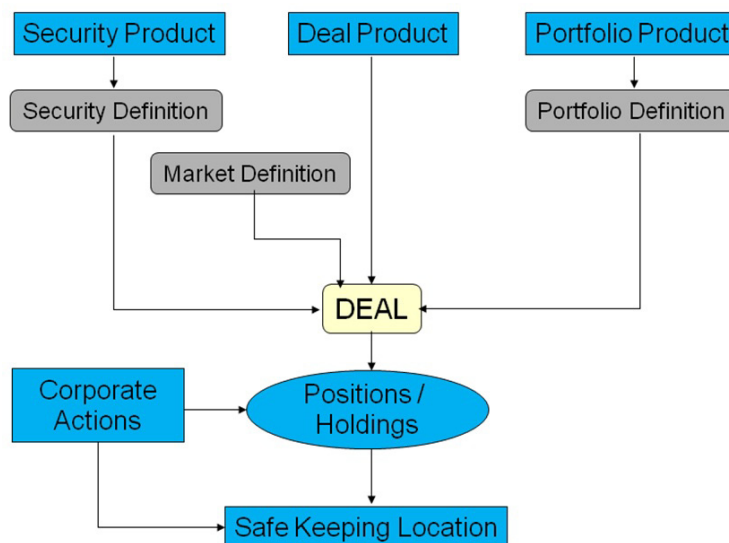 Security Product
Deal Product
Portfolio Product
Security Definition
Portfolio Definition
Market Definition
DEAL
Corporate
Actions
Positions /
Holdings
Safe Keeping Location